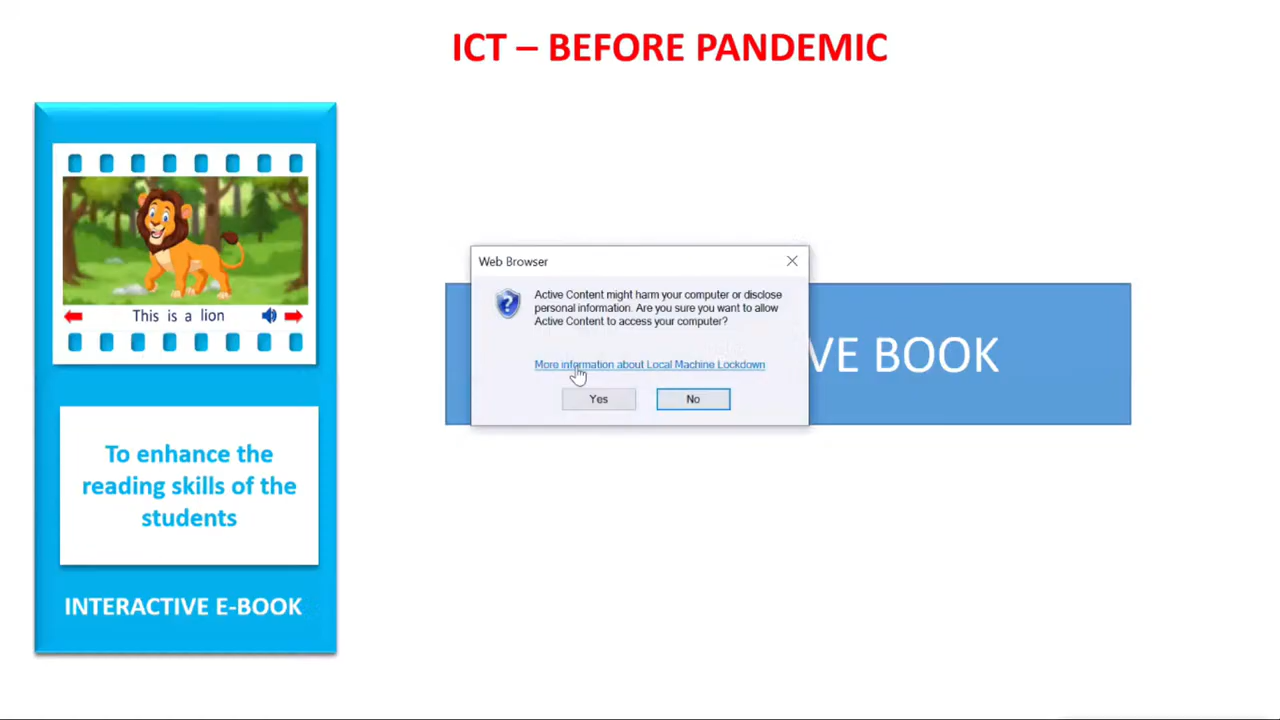 ICT – BEFORE PANDEMIC
This is a lion
To enhance the
reading skills of the
students
INTERACTIVE E-BOOK
Web Browser
Active Content might harm your computer or disclose
personal information. Are you sure you want to allow
Active Content to access your computer?
More information about Local Machine Lockdown
Yes
No
VE BOOK